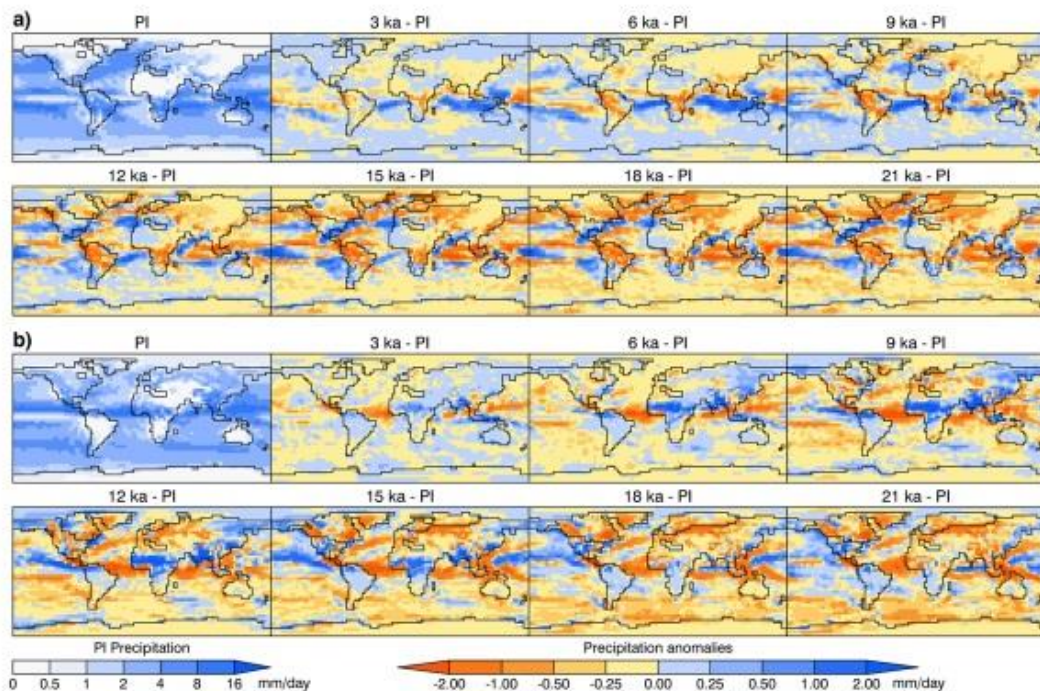 a)
PI 3 ka - PI 6 ka - PI 9 ka - PI
12 ka - PI 15 ka - PI 18 ka - PI 21 ka - PI
b)
PI 3 ka - PI 6 ka - PI 9 ka - PI
12 ka - PI 15 ka - PI 18 ka - PI 21 ka - PI
PI Precipitation Precipitation anomalies
0 0.5 1 2 4 8 16 mm/day -2.00 -1.00 -0.50 -0.25 0.00 0.25 0.50 1.00 2.00 mm/day